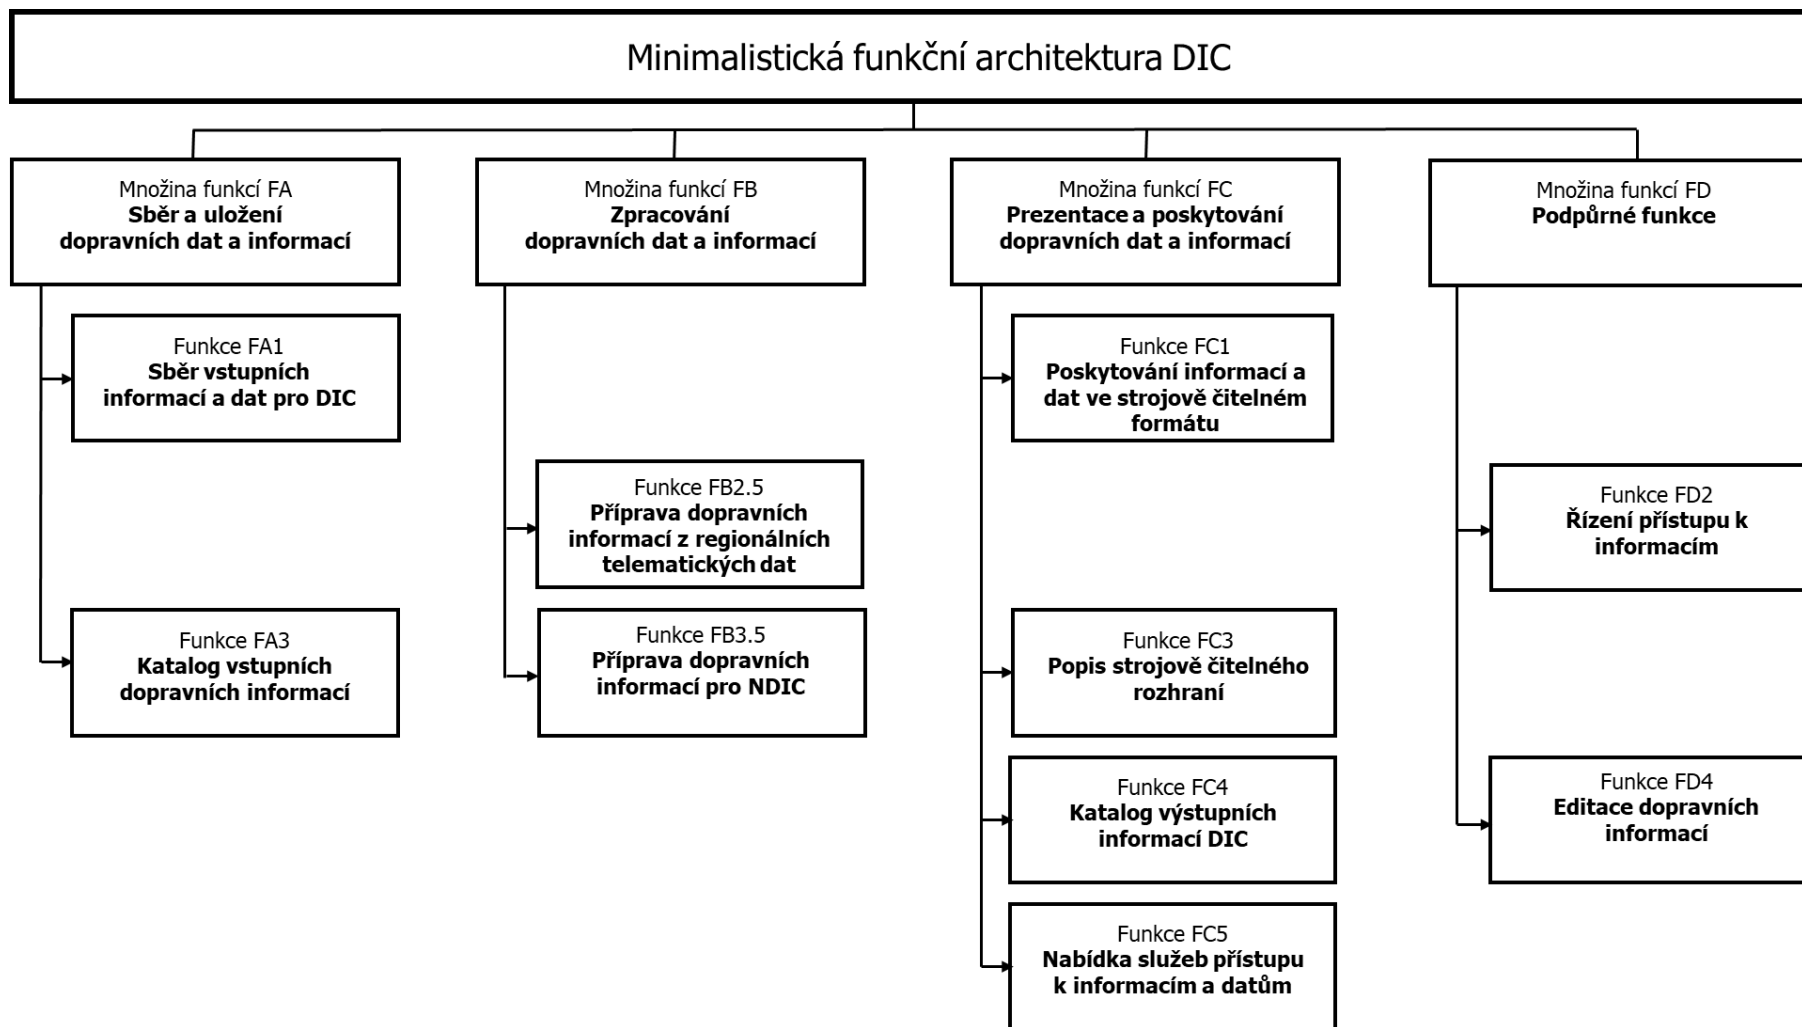 Minimalistická funkční architektura DIC
Množina funkcí FA
Sběr a uložení
dopravních dat a informací
Funkce FA1
Sběr vstupních
informací a dat pro DIC
Funkce FA3
Katalog vstupních
dopravních informací
Množina funkcí FB
Zpracování
dopravních dat a informací
Funkce FB2.5
Příprava dopravních
informací z regionálních
telematických dat
Funkce FB3.5
Příprava dopravních
informací pro NDIC
Množina funkcí FC
Prezentace a poskytování
dopravních dat a informací
Funkce FC1
Poskytování informací a
dat ve strojově čitelném
formátu
Funkce FC3
Popis strojově čitelného
rozhraní
Funkce FC4
Katalog výstupních
informací DIC
Funkce FC5
Nabídka služeb přístupu
k informacím a datům
Množina funkcí FD
Podpůrné funkce
Funkce FD2
Řízení přístupu k
informacím
Funkce FD4
Editace dopravních
informací